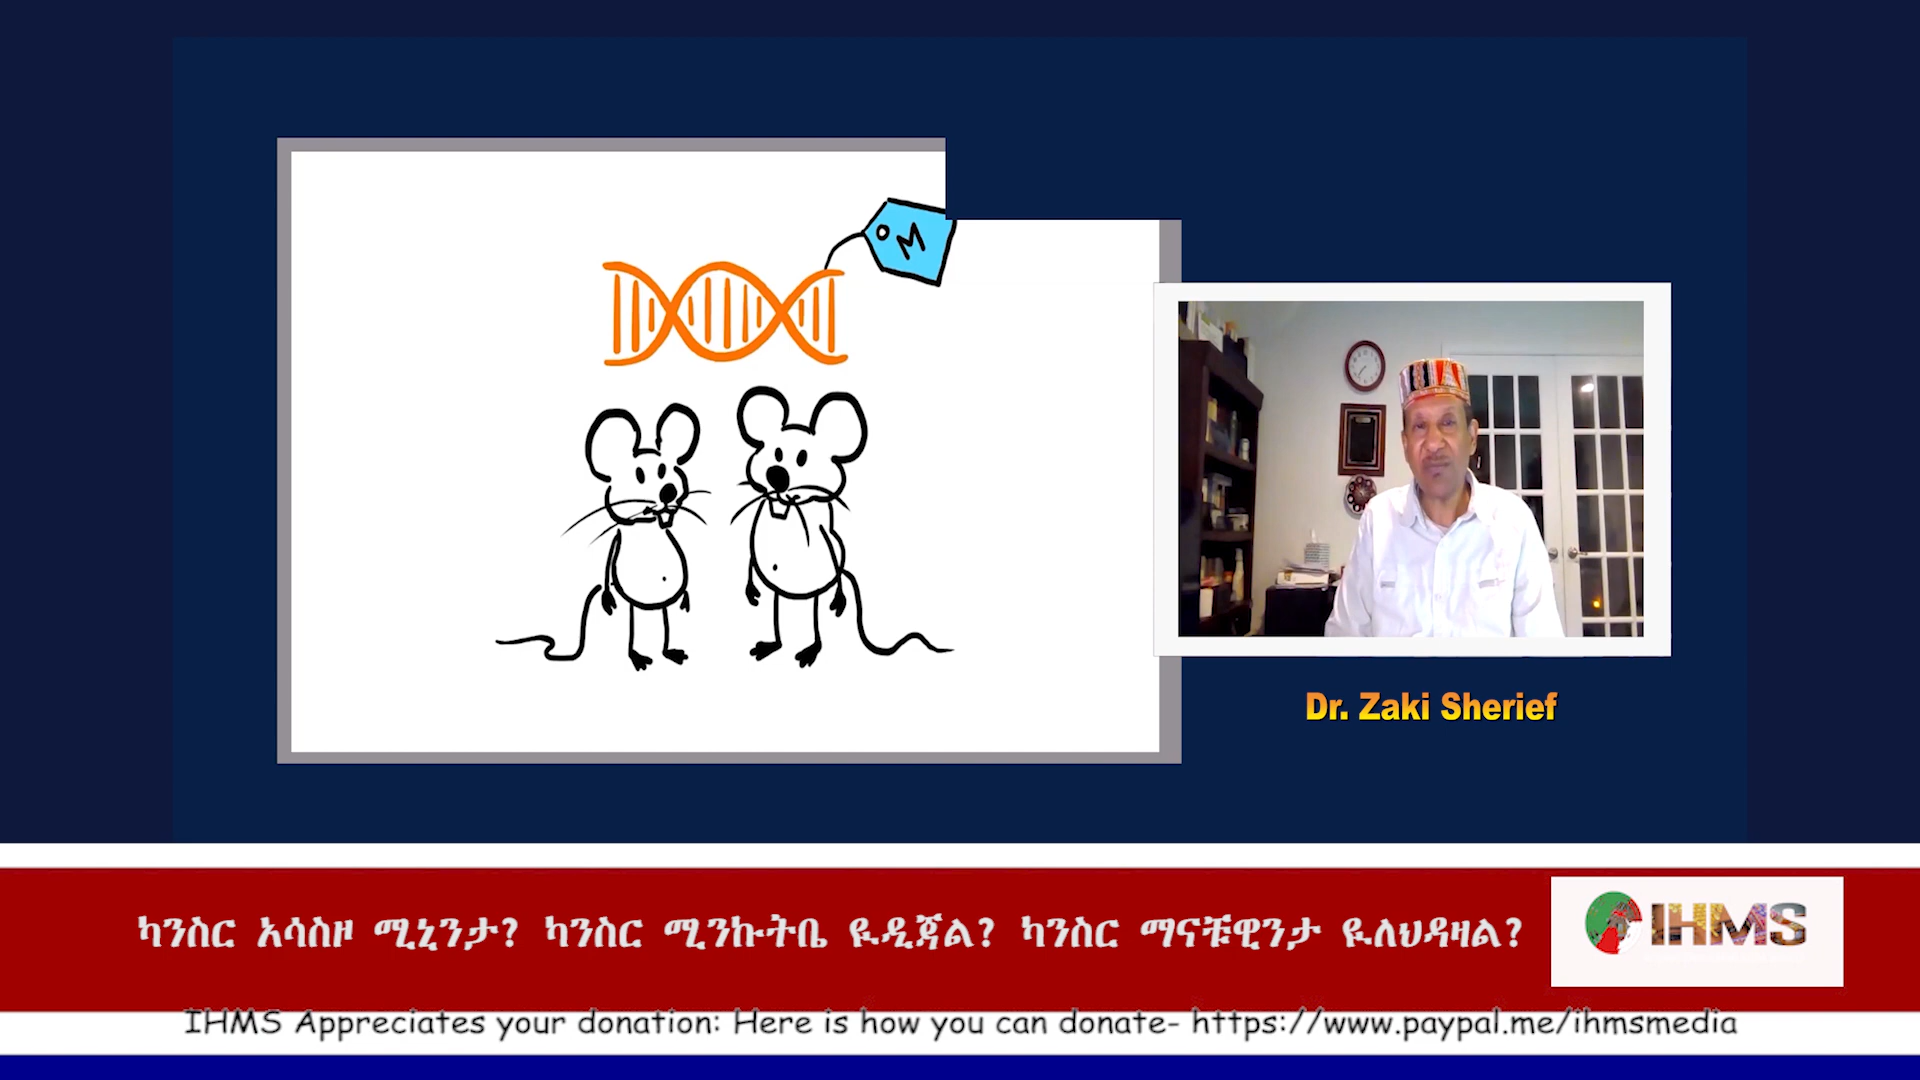 M
Dr. Zaki Sherief
ካንስር አሳስዞ ሚኒንታ? ካንስር ሚንኩትቤ ዪዲጃል? ካንስር ማናቹዊንታ ዪለህዳዛል?
IHMS
IHMS Appreciates your donation: Here is how you can donate- https://www.paypal.me/ihmsmedia